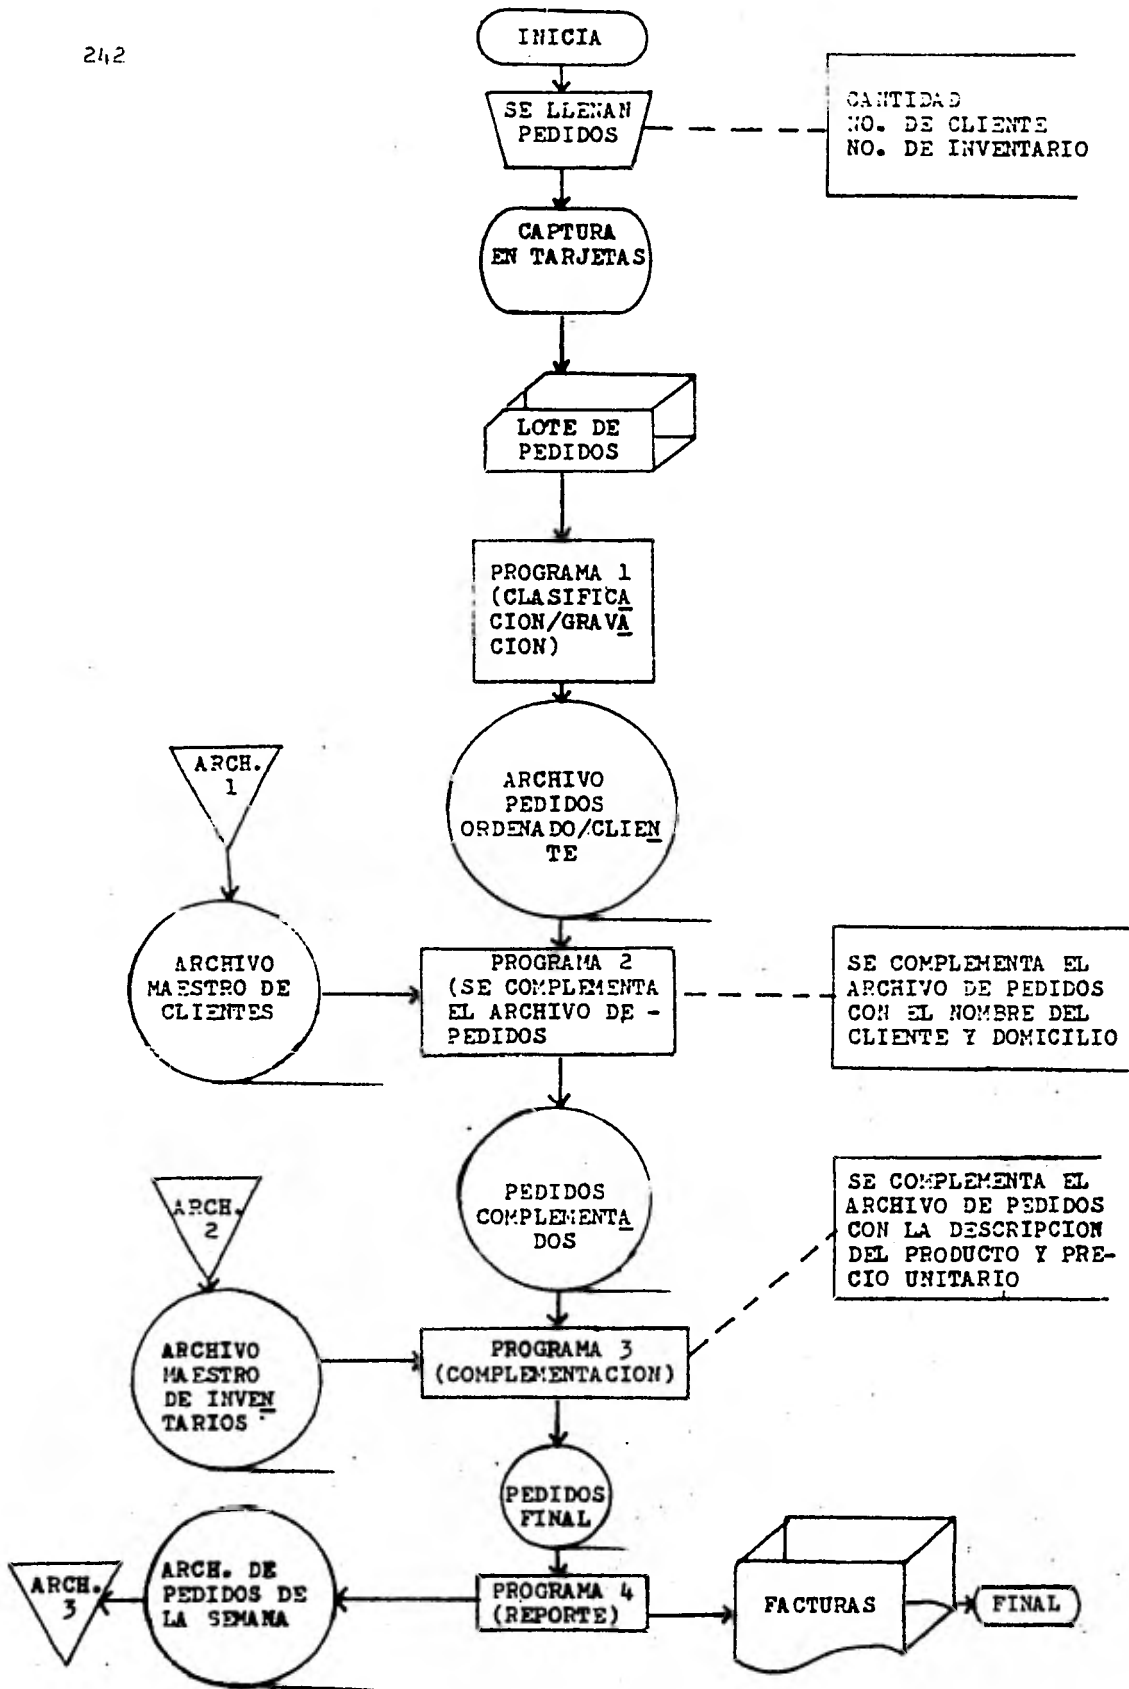 242
INICIA
SE LLENAN
PEDIDOS
CANTIDAD
NO. DE CLIENTE
NO. DE INVENTARIO
CAPTURA
EN TARJETAS
LOTE DE
PEDIDOS
PROGRAMA 1
(CLASIFICA
CION/GRAVA
CION)
ARCH.
1
ARCHIVO
PEDIDOS
ORDENADO/CLIEN
TE
ARCHIVO
MAESTRO DE
CLIENTES
PROGRAMA 2
(SE COMPLEMENTA
EL ARCHIVO DE -
PEDIDOS
SE COMPLEMENTA EL
ARCHIVO DE PEDIDOS
CON EL NOMBRE DEL
CLIENTE Y DOMICILIO
ARCH.
2
PEDIDOS
COMPLEMENTA
DOS
SE COMPLEMENTA EL
ARCHIVO DE PEDIDOS
CON LA DESCRIPCION
DEL PRODUCTO Y PRE-
CIO UNITARIO
ARCHIVO
MAESTRO
DE INVEN
TARIOS
PROGRAMA 3
(COMPLEMENTACION)
PEDIDOS
FINAL
ARCH.
3
ARCH. DE
PEDIDOS DE
LA SEMANA
PROGRAMA 4
(REPORTE)
FACTURAS
FINAL